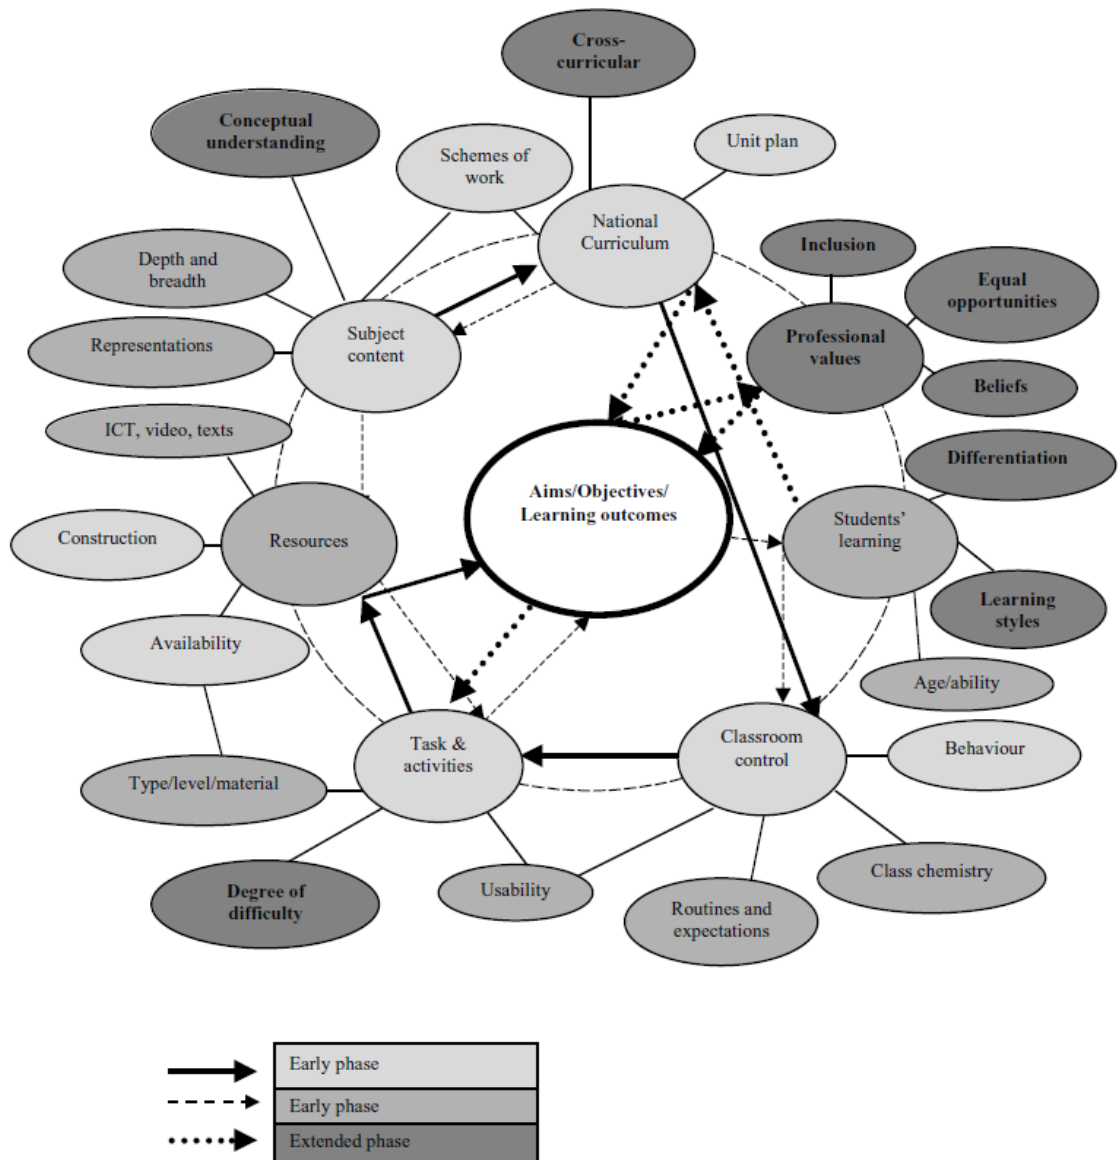 Cross-
curricular
Conceptual
understanding
Schemes of
work
Unit plan
National
Curriculum
Inclusion
Equal
opportunities
Depth and
breadth
Professional
values
Subject
content
Representations
Beliefs
ICT, video, texts
Differentiation
Aims/Objectives/
Learning outcomes
Students'
learning
Construction
Resources
Learning
styles
Availability
Age/ability
Task &
activities
Classroom
control
Behaviour
Type/level/material
Class chemistry
Degree of
difficulty
Usability
Routines and
expectations
Early phase
Early phase
Extended phase